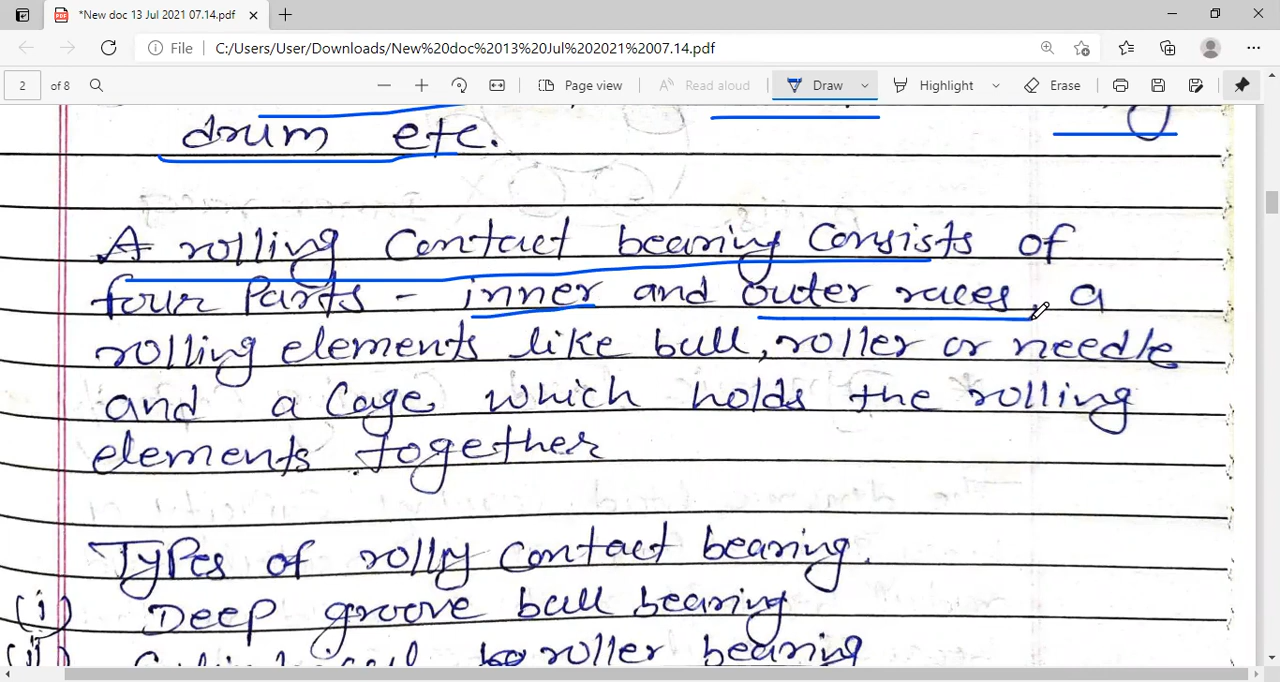 *New doc 13 Jul 2021 07.14.pdf
File C:/Users/User/Downloads/New%20doc%2013%20Jul%202021%2007.14.pdf
2 of 8 Page view Read aloud Draw Highlight Erase
drum etc.
A rolling Contact bearing Consists of
four Parts - inner and outer races, a
rolling elements like ball, roller or needle
and a Cage which holds the rolling
elements together
Types of rolly Contact bearing.
(i) Deep groove ball bearing
(ii) roller bearing